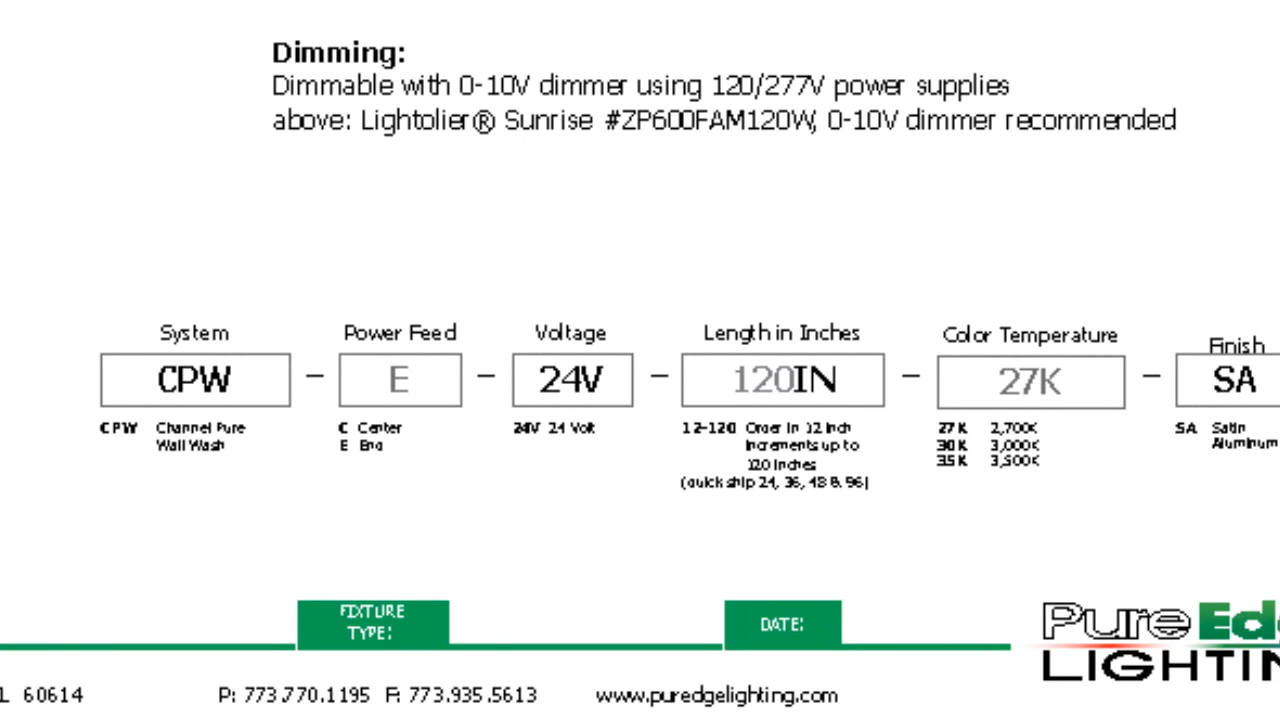 Dimming:
Dimmable with 0-10V dimmer using 120/277V power supplies
above: Lightolier® Sunrise #ZP600FAM120W, 0-10V dimmer recommended
System Power Feed Voltage Length in Inches Color Temperature Finish
CPW – E – 24V – 120IN – 27K – SA
CPW Channel Pure C Center 24V 24 Volt 12-120 Order in 12 Inch 27K 2,700K SA Satin
Wall Wash E End Increments up to 30K 3,000K Aluminum
120 Inches 35K 3,500K
(quick ship 24, 36, 48 & 96)
FIXTURE
TYPE:
DATE:
Pure Edg
LIGHTIN
L 60614 P: 773.770.1195 F: 773.935.5613 www.puredgelighting.com